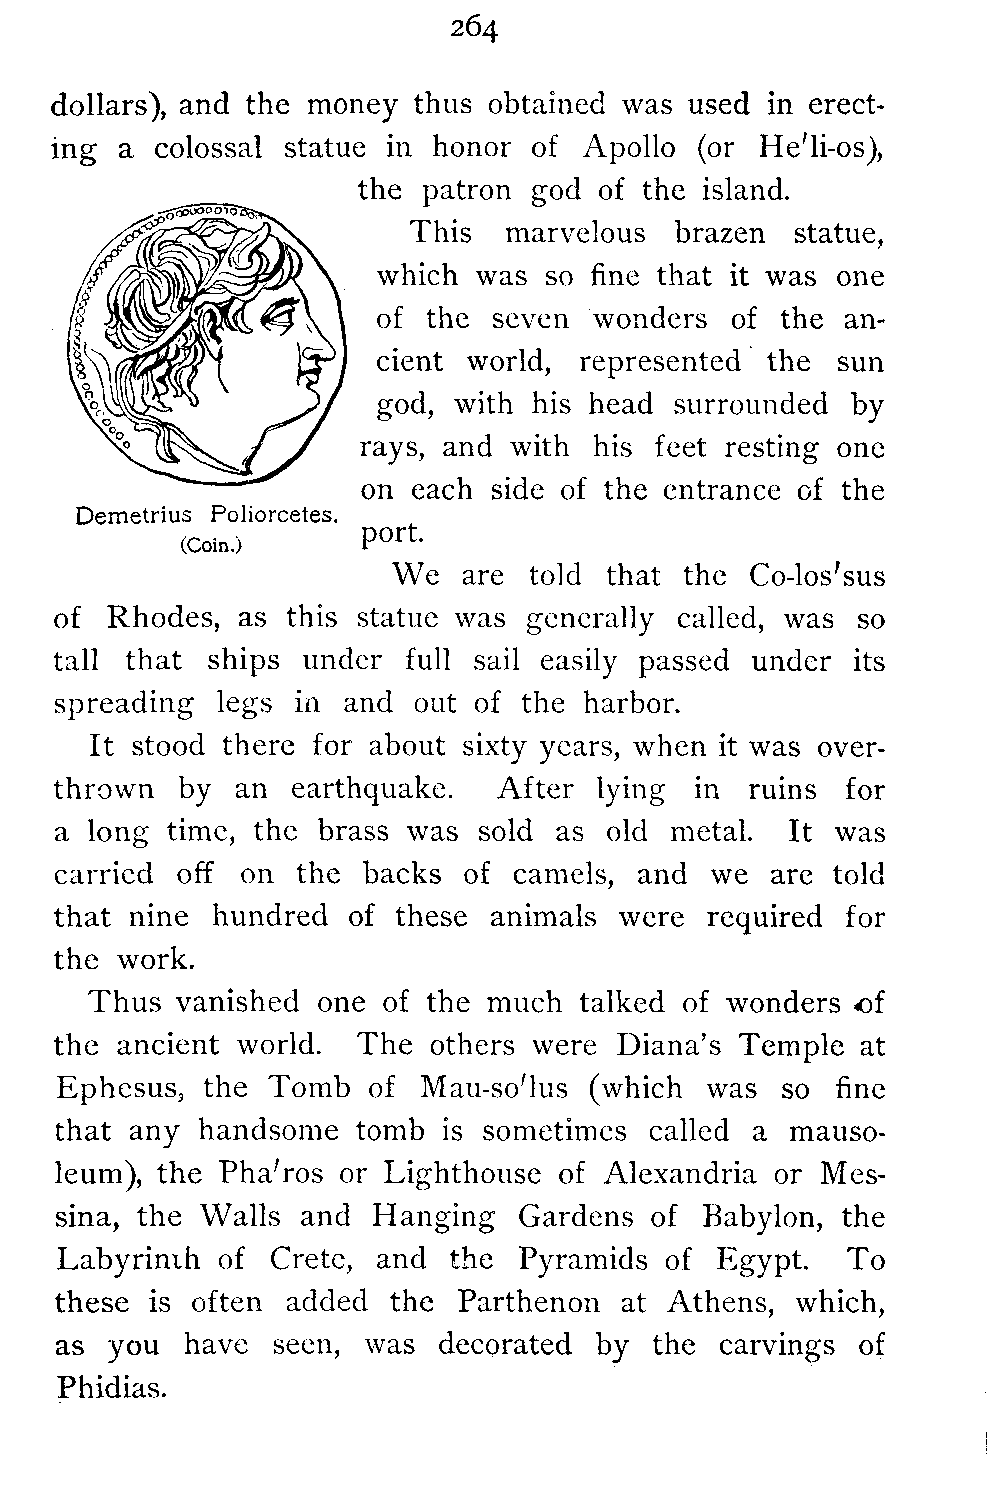 264
dollars), and the money thus obtained was used in erect-
ing a colossal statue in honor of Apollo (or He'li-os),
the patron god of the island.
This marvelous brazen statue,
which was so fine that it was one
of the seven wonders of the an-
cient world, represented the sun
god, with his head surrounded by
rays, and with his feet resting one
on each side of the entrance of the
port.
Demetrius Poliorcetes.
(Coin.)
We are told that the Co-los'sus
of Rhodes, as this statue was generally called, was so
tall that ships under full sail easily passed under its
spreading legs in and out of the harbor.
It stood there for about sixty years, when it was over-
thrown by an earthquake. After lying in ruins for
a long time, the brass was sold as old metal. It was
carried off on the backs of camels, and we are told
that nine hundred of these animals were required for
the work.
Thus vanished one of the much talked of wonders of
the ancient world. The others were Diana's Temple at
Ephesus, the Tomb of Mau-so'lus (which was so fine
that any handsome tomb is sometimes called a mauso-
leum), the Pha'ros or Lighthouse of Alexandria or Mes-
sina, the Walls and Hanging Gardens of Babylon, the
Labyrinth of Crete, and the Pyramids of Egypt. To
these is often added the Parthenon at Athens, which,
as you have seen, was decorated by the carvings of
Phidias.